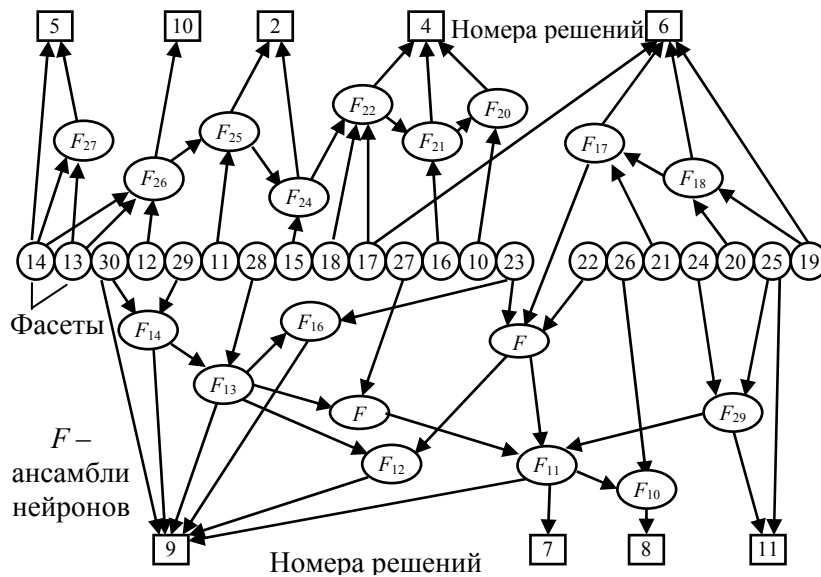 5 10 2 4 Номера решений 6
F22 F20
F25 F21
F27 F17
F26 F18
F24
14 13 30 12 29 11 28 15 18 17 27 16 10 23 22 26 21 24 20 25 19
Фасеты
F14 F16 F
F13
F F29
F –
ансамбли
нейронов
F12 F11 F10
9 7 8 11
Номера решений